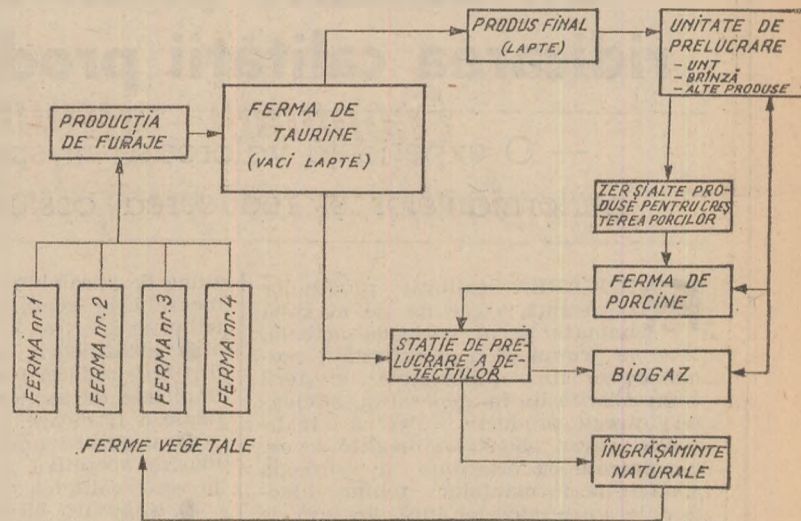 PRODUS FINAL
(LAPTE)
UNITATE DE
PRELUCRARE
- UNT
- BRÎNZĂ
- ALTE PRODUSE
PRODUCȚIA
DE FURAJE
FERMA DE
TAURINE
(VACI LAPTE)
ZER ȘI ALTE PRO-
DUSE PENTRU CREȘ
TEREA PORCILOR
FERMA DE
PORCINE
FERMA nr.1
FERMA nr.2
FERMA nr.3
FERMA nr.4
STAȚIE DE PRE-
LUCRARE A DE-
JECȚIILOR
BIOGAZ
FERME VEGETALE
ÎNGRĂȘĂMINTE
NATURALE